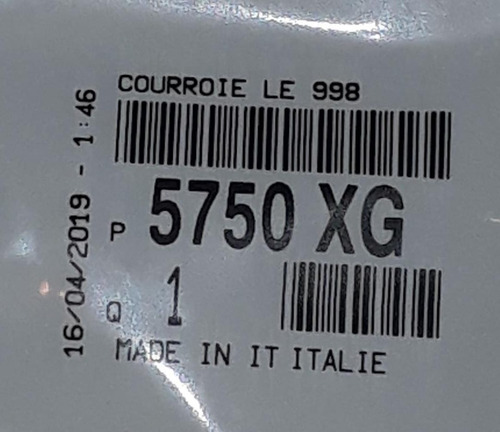 COURROIE LE 998
P 5750 XG
Q 1
MADE IN IT ITALIE
16/04/2019 - 1:46